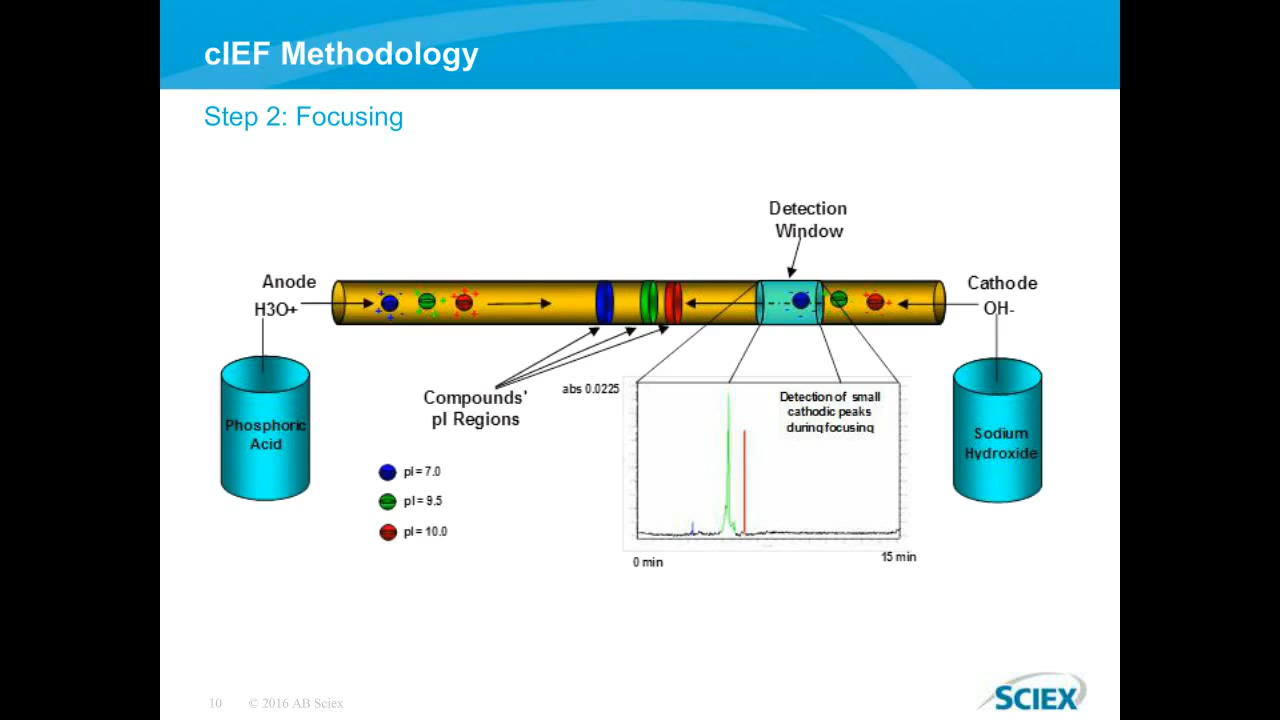 cIEF Methodology
Step 2: Focusing
Detection
Window
Anode
H3O+
Cathode
OH-
Compounds'
pI Regions
abs 0.0225
Detection of small
cathodic peaks
during focusing
Phosphoric
Acid
Sodium
Hydroxide
pI = 7.0
pI = 9.5
pI = 10.0
0 min
15 min
10 © 2016 AB Sciex
SCIEX